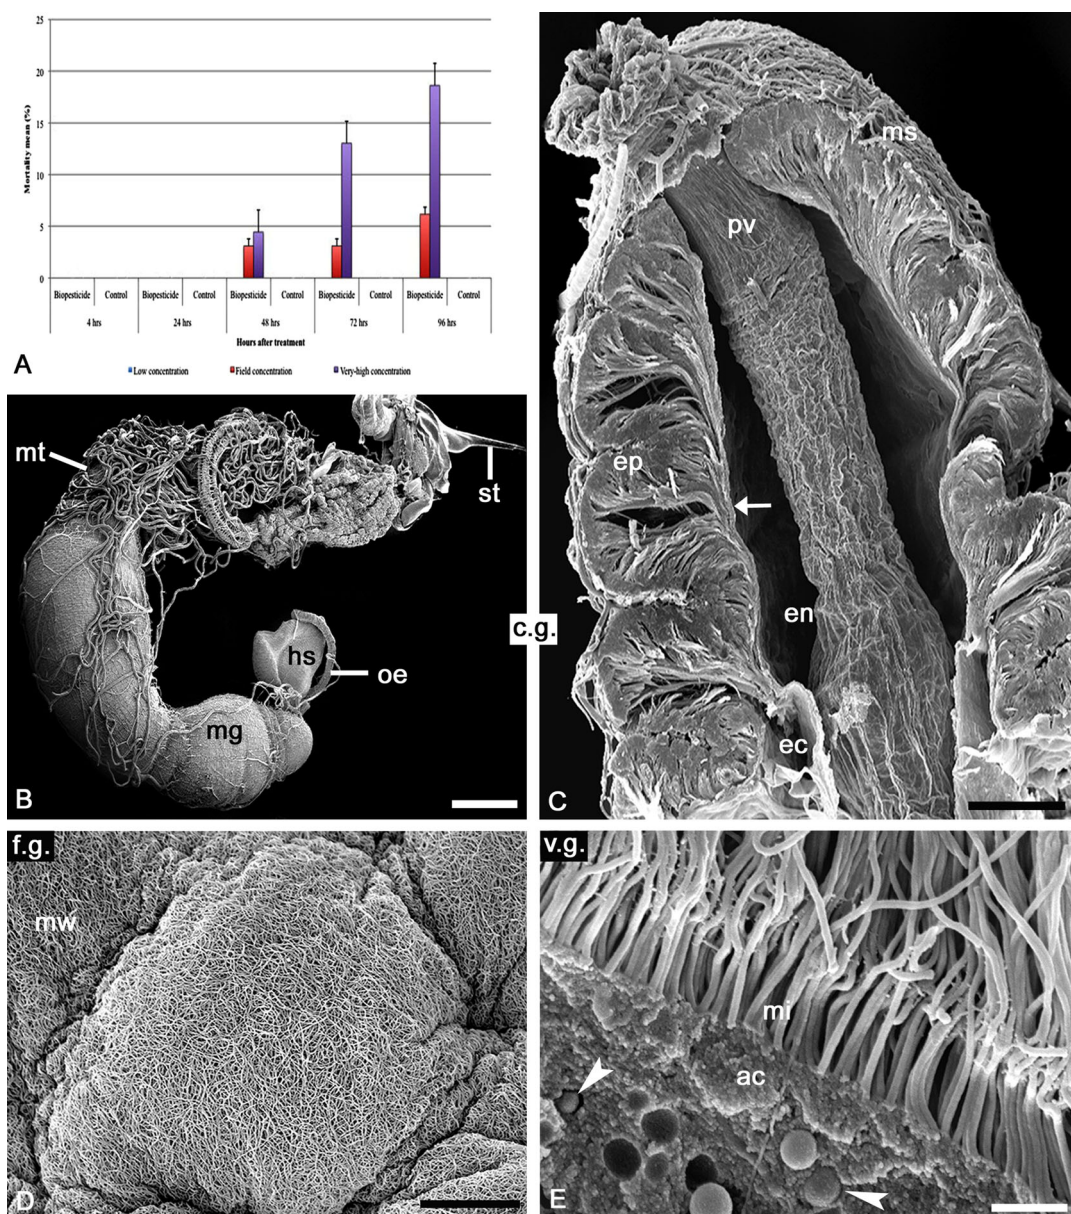 25
20
15
10
5
0
Mortality mean (%)
Biopesticide Control Biopesticide Control Biopesticide Control Biopesticide Control Biopesticide Control
4 hrs 24 hrs 48 hrs 72 hrs 96 hrs
Hours after treatment
Low concentration Field concentration Very-high concentration
A
mt
st
hs
oe
mg
B
c.g.
ms
pv
ep
en
ec
C
f.g.
mw
D
v.g.
mi
ac
E